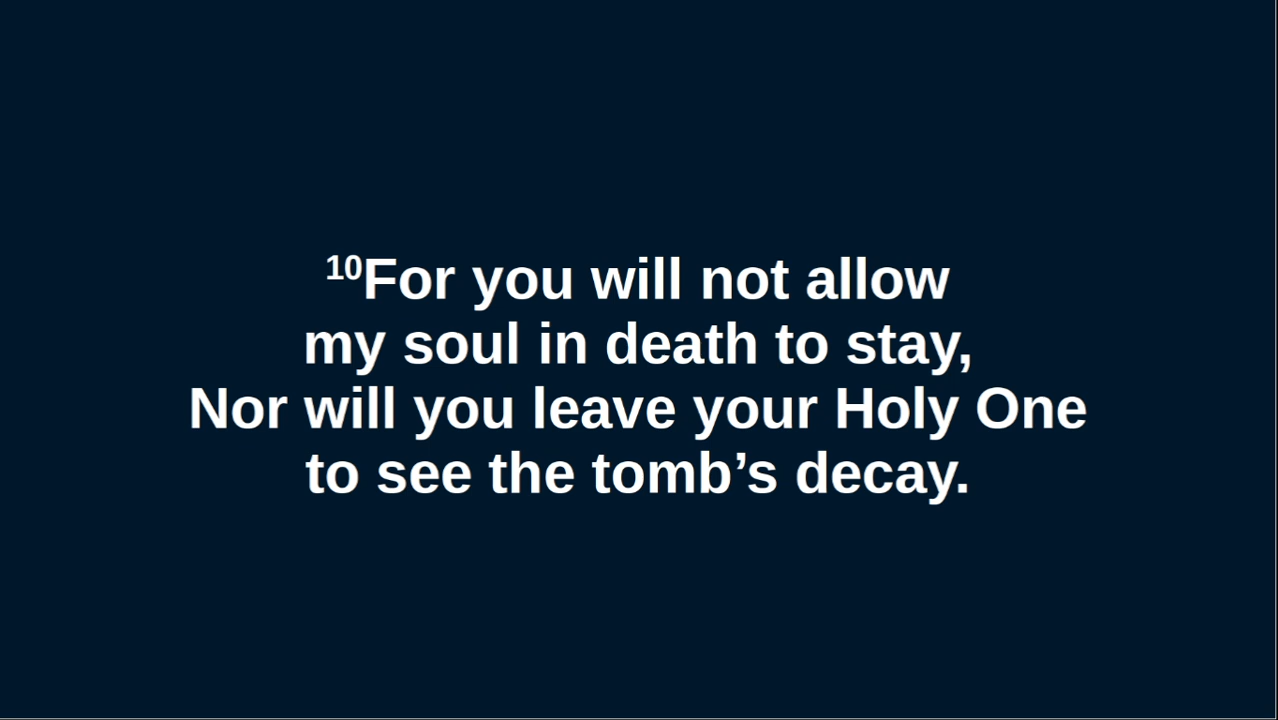 ¹⁰For you will not allow
my soul in death to stay,
Nor will you leave your Holy One
to see the tomb’s decay.